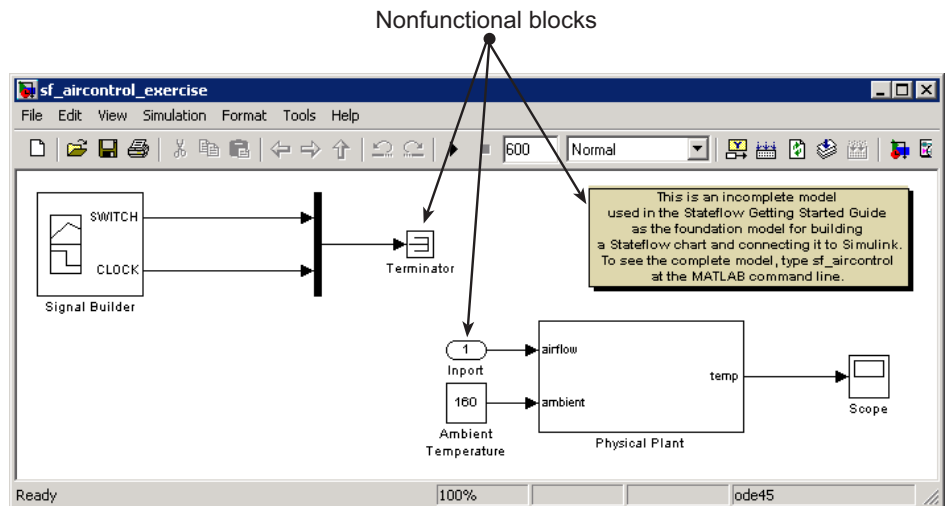 Nonfunctional blocks
sf_aircontrol_exercise
File Edit View Simulation Format Tools Help
600 Normal
SWITCH
CLOCK
Signal Builder
Terminator
This is an incomplete model
used in the Stateflow Getting Started Guide
as the foundation model for building
a Stateflow chart and connecting it to Simulink.
To see the complete model, type sf_aircontrol
at the MATLAB command line.
1
Inport
airflow
160
ambient
Ambient
Temperature
temp
Physical Plant
Scope
Ready 100% ode45